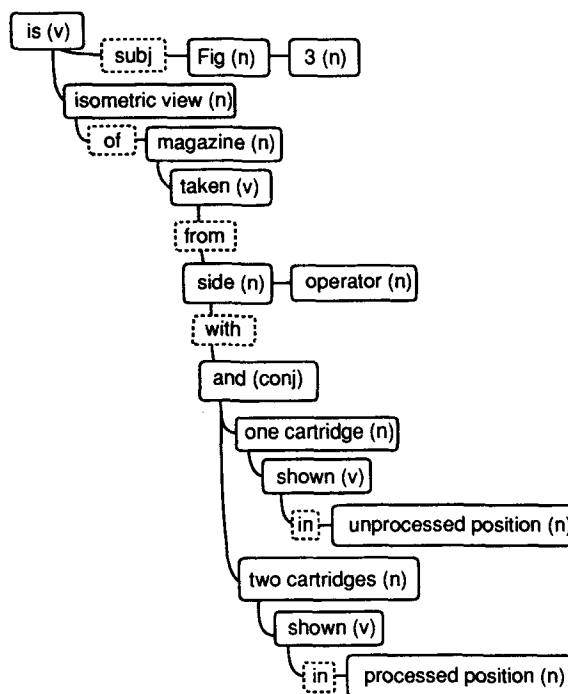 is (v)
subj Fig (n) 3 (n)
isometric view (n)
of magazine (n)
taken (v)
from
side (n) operator (n)
with
and (conj)
one cartridge (n)
shown (v)
in unprocessed position (n)
two cartridges (n)
shown (v)
in processed position (n)